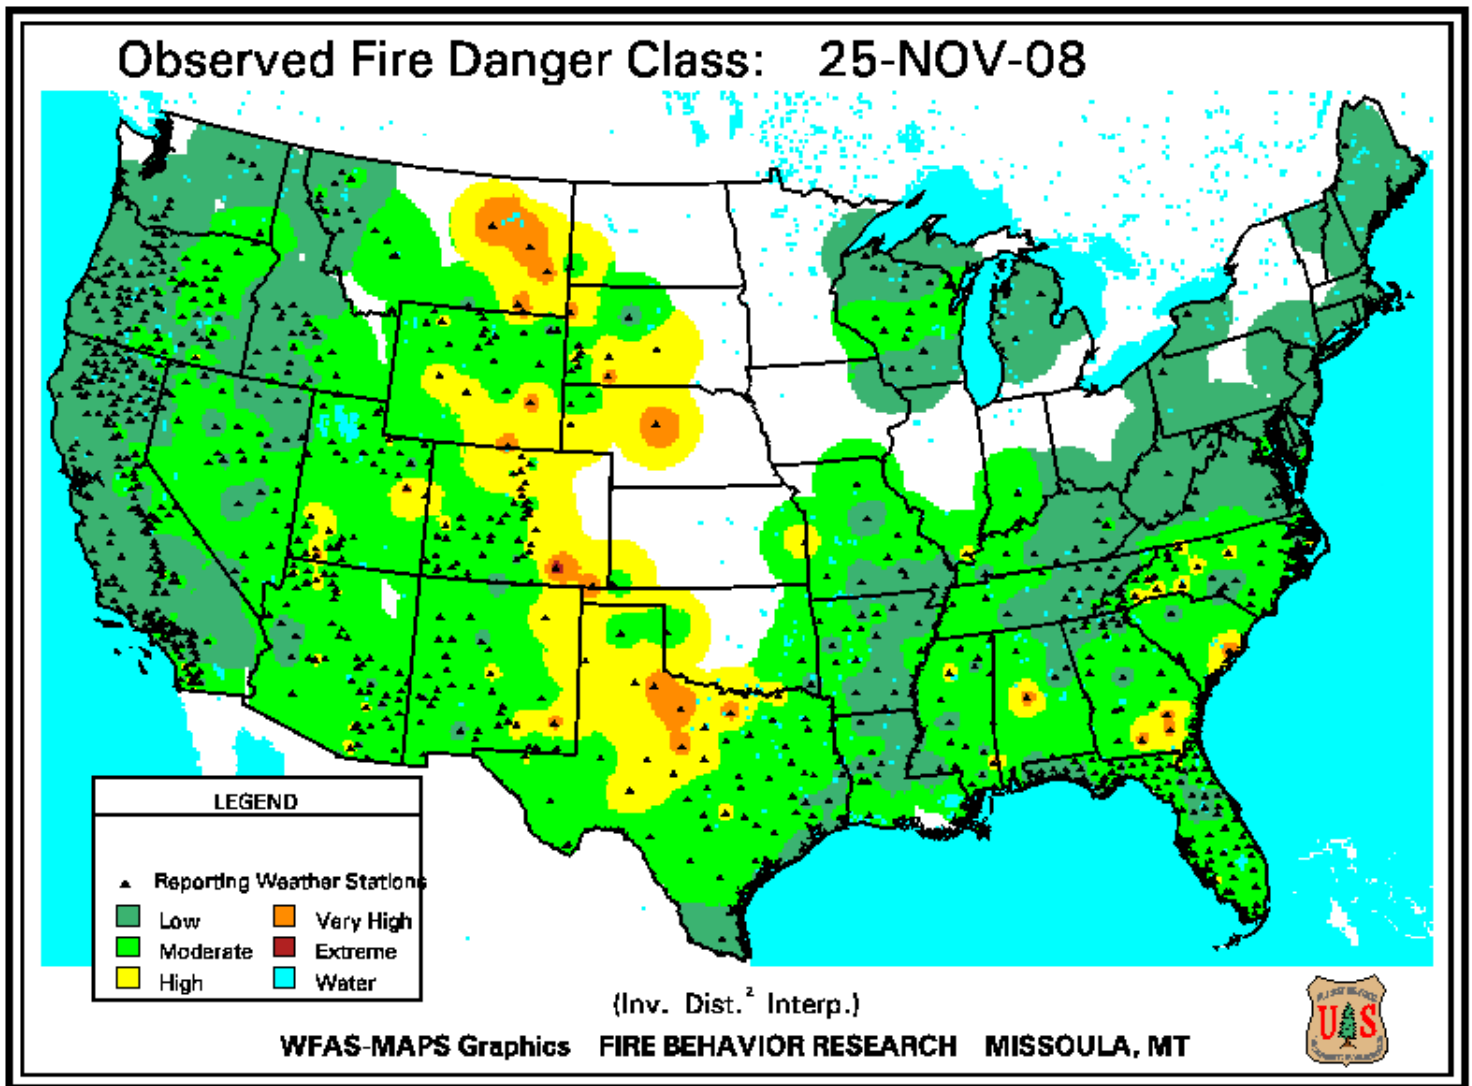 Observed Fire Danger Class: 25-NOV-08
LEGEND
Reporting Weather Stations
Low
Very High
Moderate
Extreme
High
Water
(Inv. Dist.² Interp.)
WFAS-MAPS Graphics FIRE BEHAVIOR RESEARCH MISSOULA, MT
US